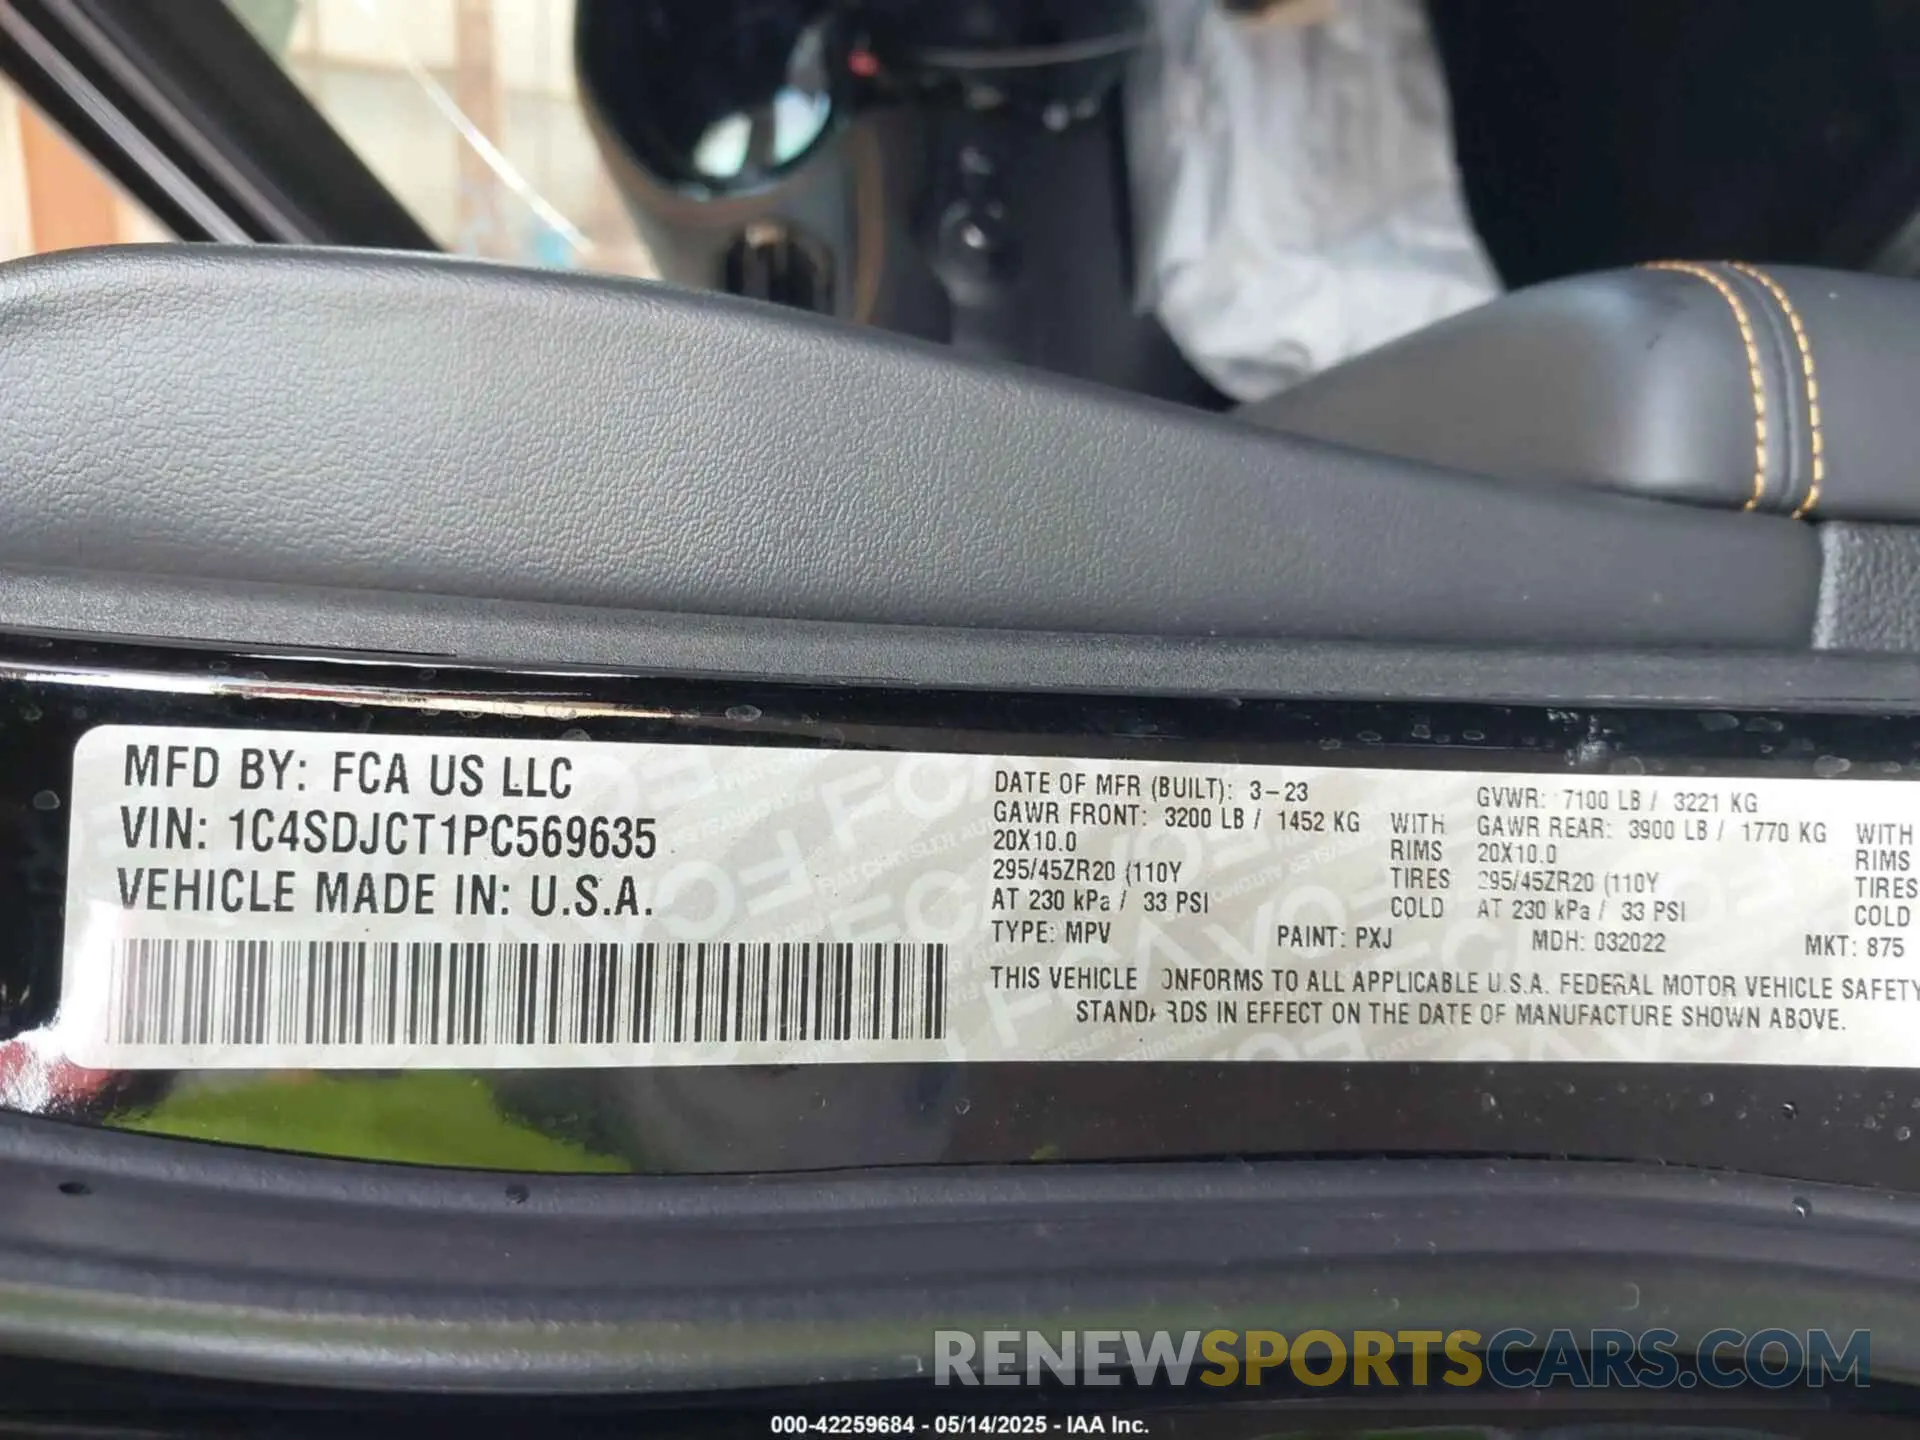 MFD BY: FCA US LLC
VIN: 1C4SDJCT1PC569635
VEHICLE MADE IN: U.S.A.
DATE OF MFR (BUILT): 3-23
GAWR FRONT: 3200 LB / 1452 KG WITH
20X10.0 RIMS
295/45ZR20 (110Y TIRES
AT 230 kPa / 33 PSI COLD
GVWR: 7100 LB / 3221 KG
GAWR REAR: 3900 LB / 1770 KG WITH
20X10.0 RIMS
295/45ZR20 (110Y TIRES
AT 230 kPa / 33 PSI COLD
TYPE: MPV PAINT: PXJ MDH: 032022 MKT: 875
THIS VEHICLE ONFORMS TO ALL APPLICABLE U.S.A. FEDERAL MOTOR VEHICLE SAFETY
STANDARDS IN EFFECT ON THE DATE OF MANUFACTURE SHOWN ABOVE.
RENEWSPORTSCARS.COM
000-42259684 - 05/14/2025 - IAA Inc.